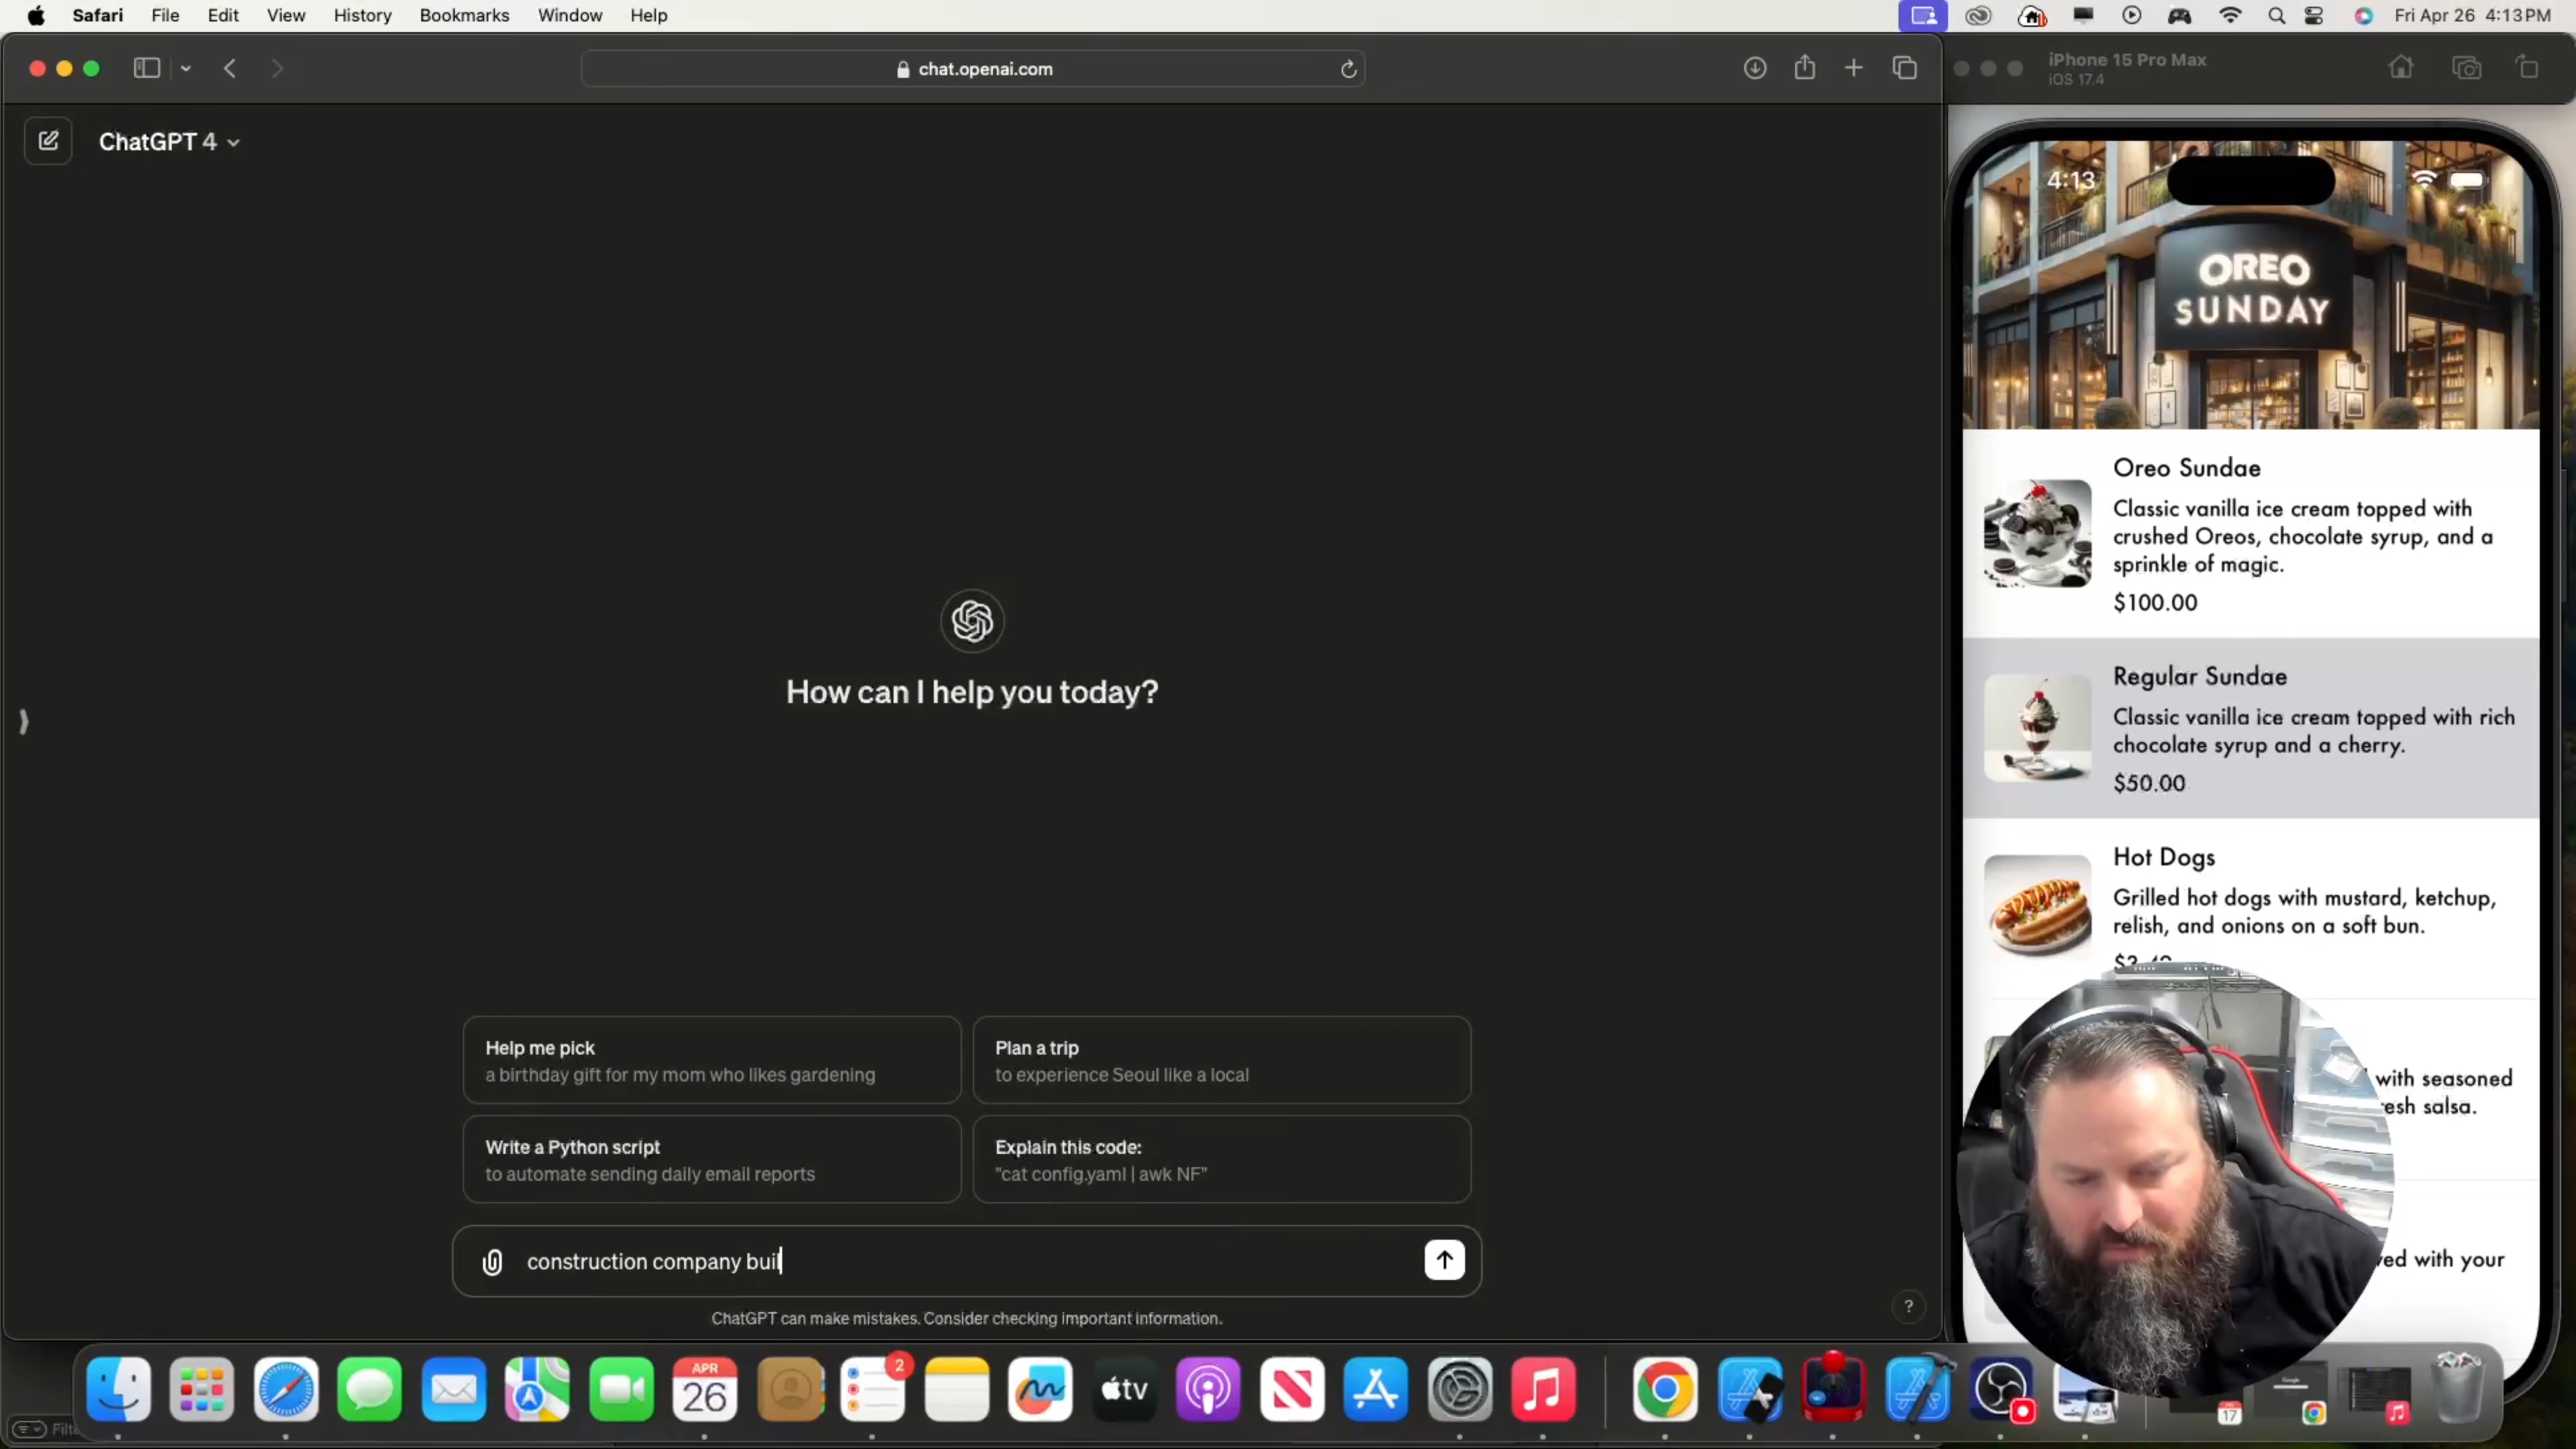 Safari File Edit View History Bookmarks Window Help
Fri Apr 26 4:13 PM
chat.openai.com
iPhone 15 Pro Max
iOS 17.4
ChatGPT 4
How can I help you today?
Help me pick
a birthday gift for my mom who likes gardening
Plan a trip
to experience Seoul like a local
Write a Python script
to automate sending daily email reports
Explain this code:
"cat config.yaml | awk NF"
construction company buil
ChatGPT can make mistakes. Consider checking important information.
?
4:13
OREO
SUNDAY
Oreo Sundae
Classic vanilla ice cream topped with
crushed Oreos, chocolate syrup, and a
sprinkle of magic.
$100.00
Regular Sundae
Classic vanilla ice cream topped with rich
chocolate syrup and a cherry.
$50.00
Hot Dogs
Grilled hot dogs with mustard, ketchup,
relish, and onions on a soft bun.
with seasoned
salsa.
with your
APR
26
2
tv
17